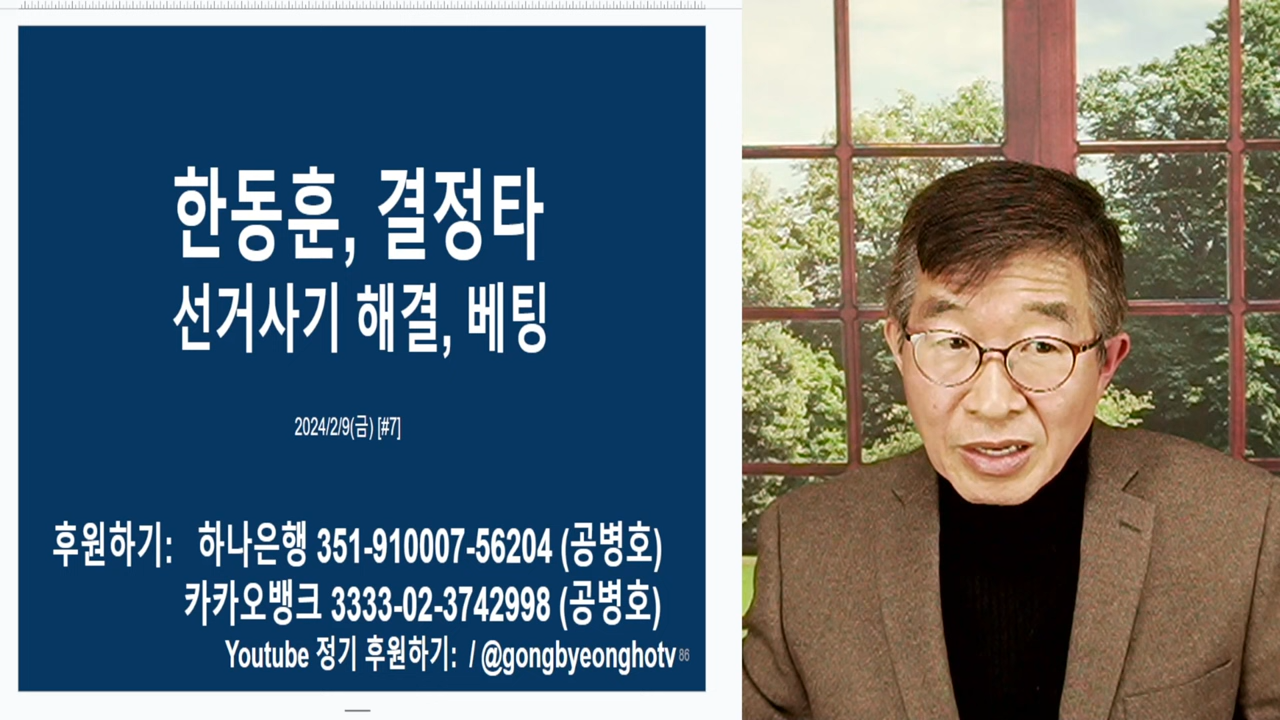 한동훈, 결정타
선거사기 해결, 베팅
2024/2/9(금) [#7]
후원하기: 하나은행 351-910007-56204 (공병호)
카카오뱅크 3333-02-3742998 (공병호)
Youtube 정기 후원하기: / @gongbyeonghotv
86